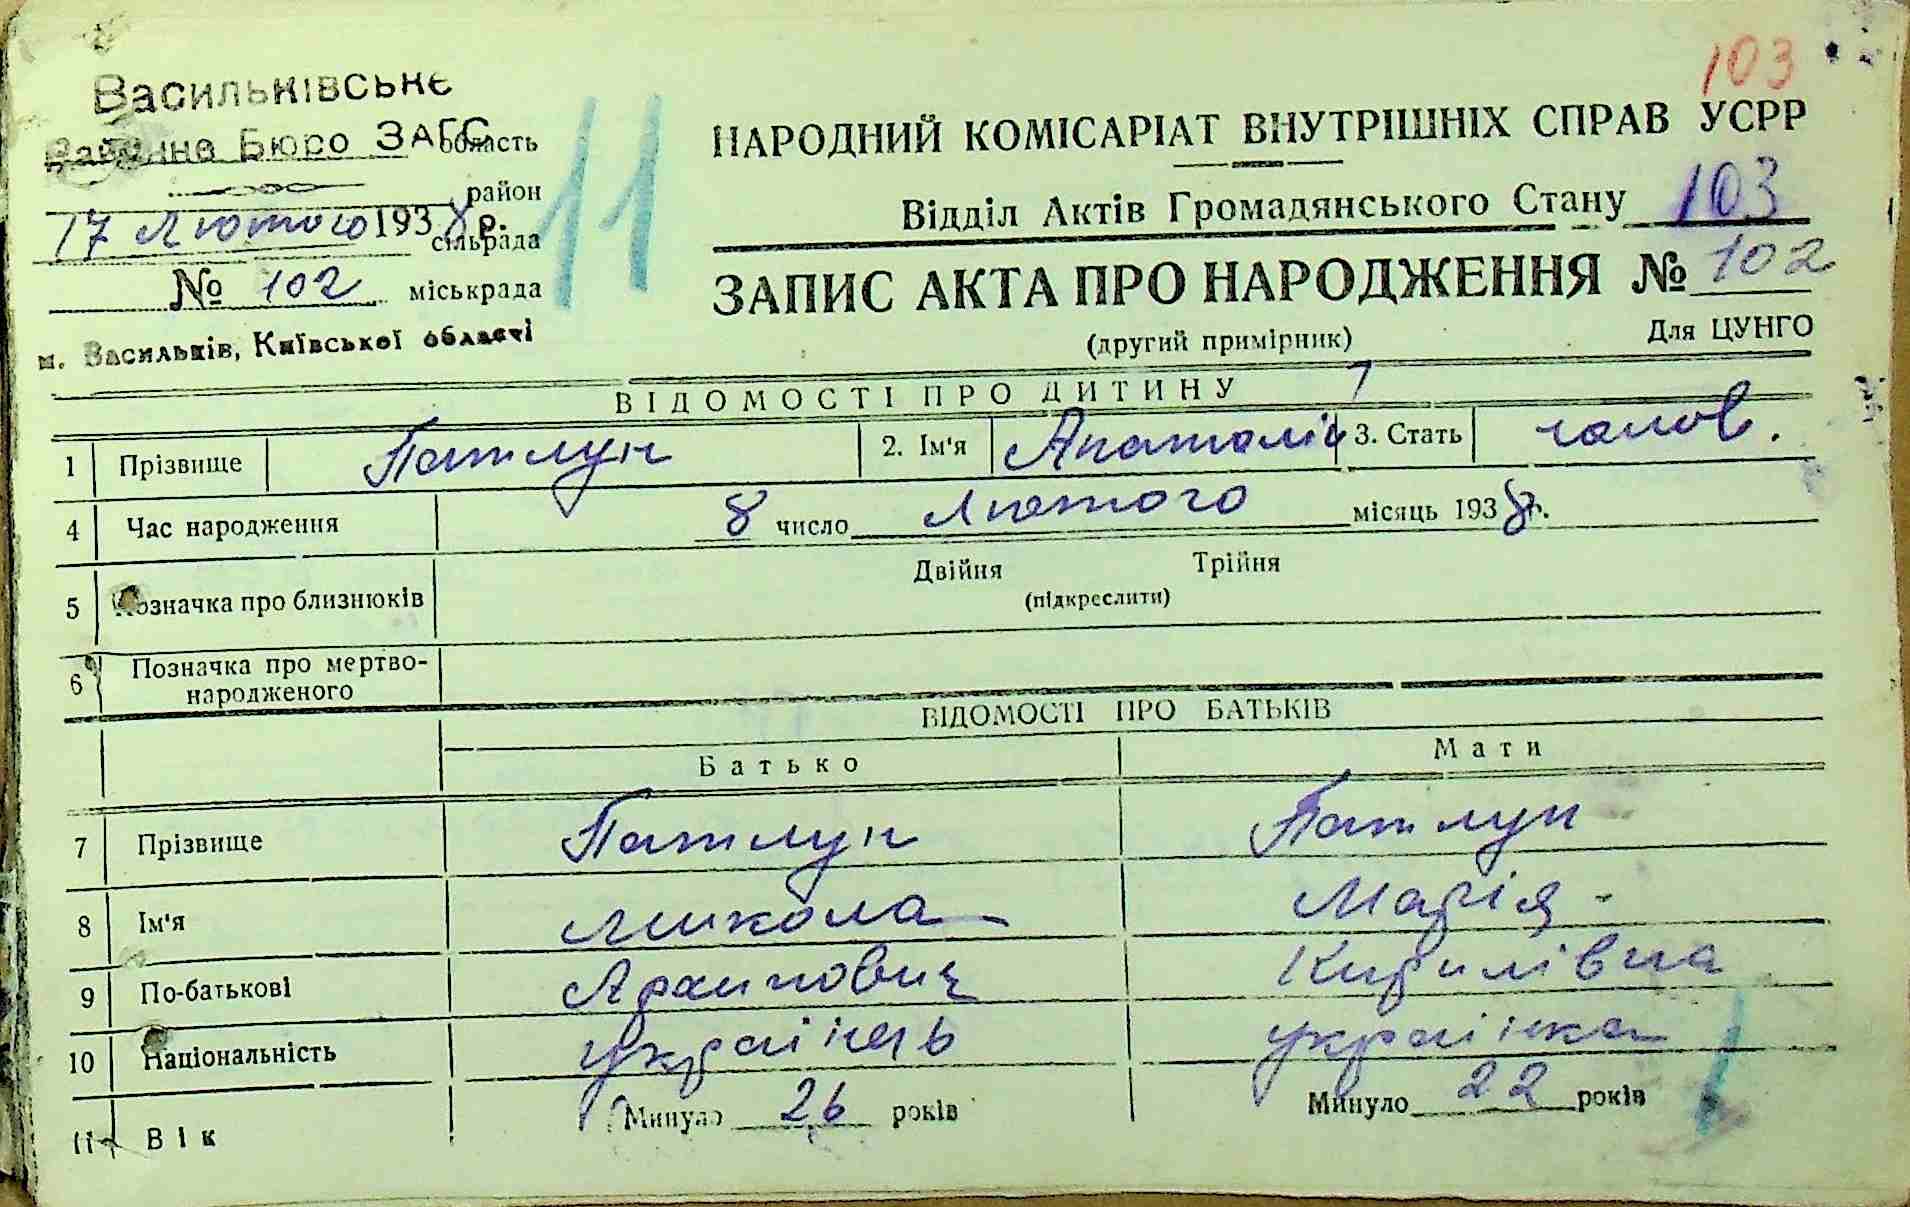 103
Васильківське
Районне Бюро ЗАГС область
11
НАРОДНИЙ КОМІСАРІАТ ВНУТРІШНІХ СПРАВ УСРР
район
Відділ Актів Громадянського Стану 103
17 Лютого 1938 р. сільрада
№ 102 міськрада
ЗАПИС АКТА ПРО НАРОДЖЕННЯ № 102
м. Васильків, Київської області
(другий примірник) Для ЦУНГО
ВІДОМОСТІ ПРО ДИТИНУ
1 Прізвище Патлун 2. Ім'я Анатолій 3. Стать чолов.
4 Час народження 8 число Лютого місяць 1938 р.
5 Позначка про близнюків Двійня Трійня
(підкреслити)
6 Позначка про мертво-
народженого
ВІДОМОСТІ ПРО БАТЬКІВ
Батько Мати
7 Прізвище Патлун Патлун
8 Ім'я Микола Марія
9 По-батькові Архипович Кирилівна
10 Національність українець українка
11 Вік Минуло 26 років Минуло 22 років